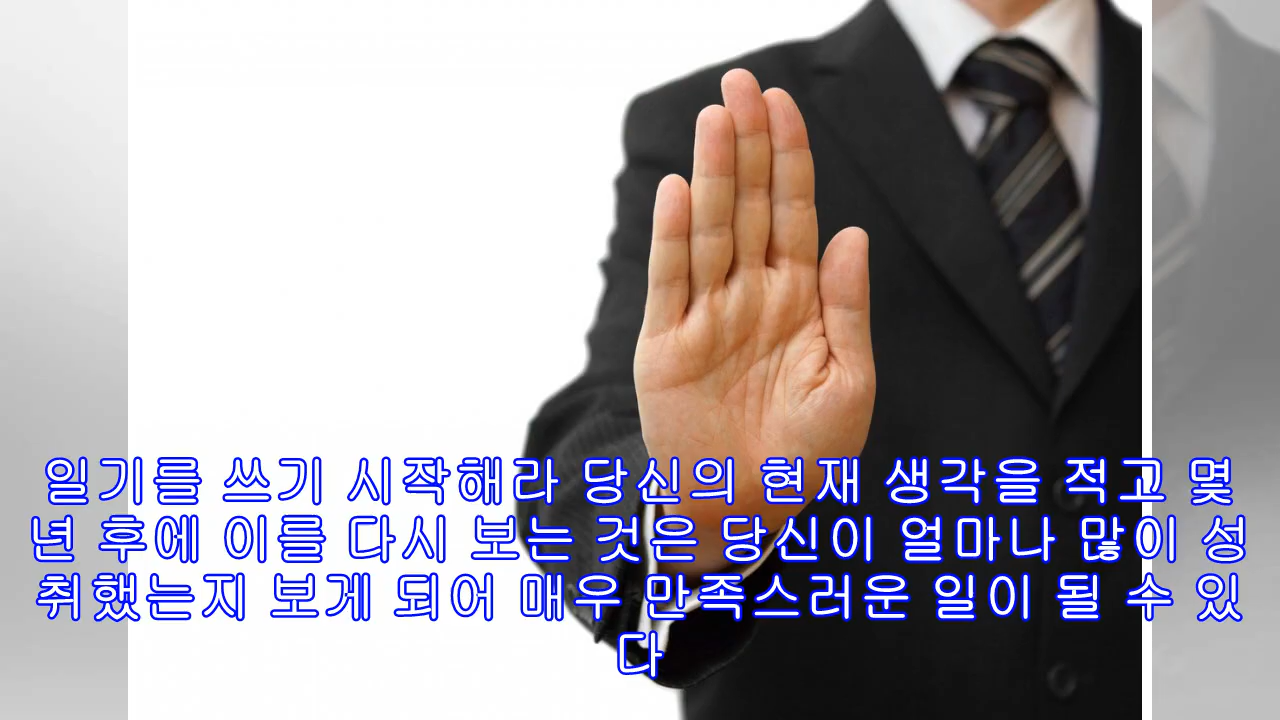 일기를 쓰기 시작해라 당신의 현재 생각을 적고 몇
년 후에 이를 다시 보는 것은 당신이 얼마나 많이 성
취했는지 보게 되어 매우 만족스러운 일이 될 수 있
다